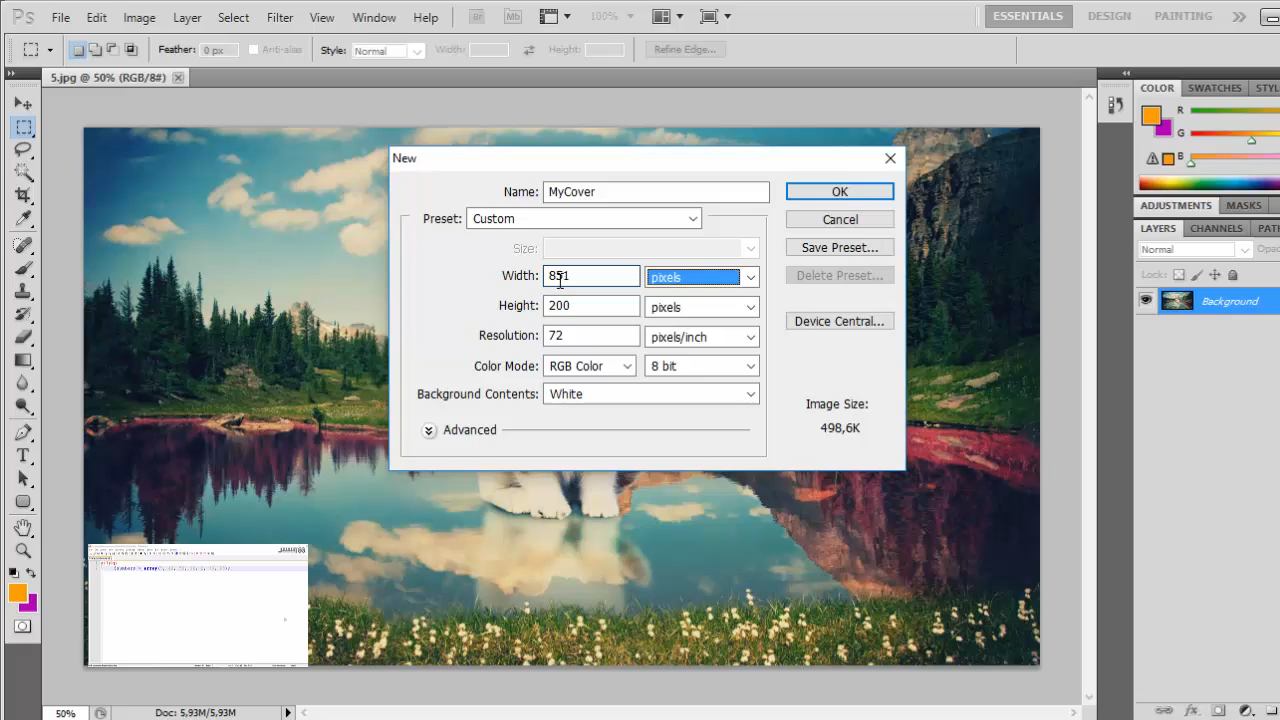 Ps File Edit Image Layer Select Filter View Window Help Br Mb 100% ESSENTIALS DESIGN PAINTING
Feather: 0 px Anti-alias Style: Normal Width: Height: Refine Edge...
5.jpg @ 50% (RGB/8#)
New
Name: MyCover OK
Preset: Custom Cancel
Size: Save Preset...
Width: 851 pixels Delete Preset...
Height: 200 pixels
Resolution: 72 pixels/inch Device Central...
Color Mode: RGB Color 8 bit
Background Contents: White
Image Size:
498,6K
Advanced
COLOR SWATCHES STYL
R
G
B
ADJUSTMENTS MASKS
LAYERS CHANNELS PATH
Normal
Lock:
Background
50% Doc: 5,93M/5,93M